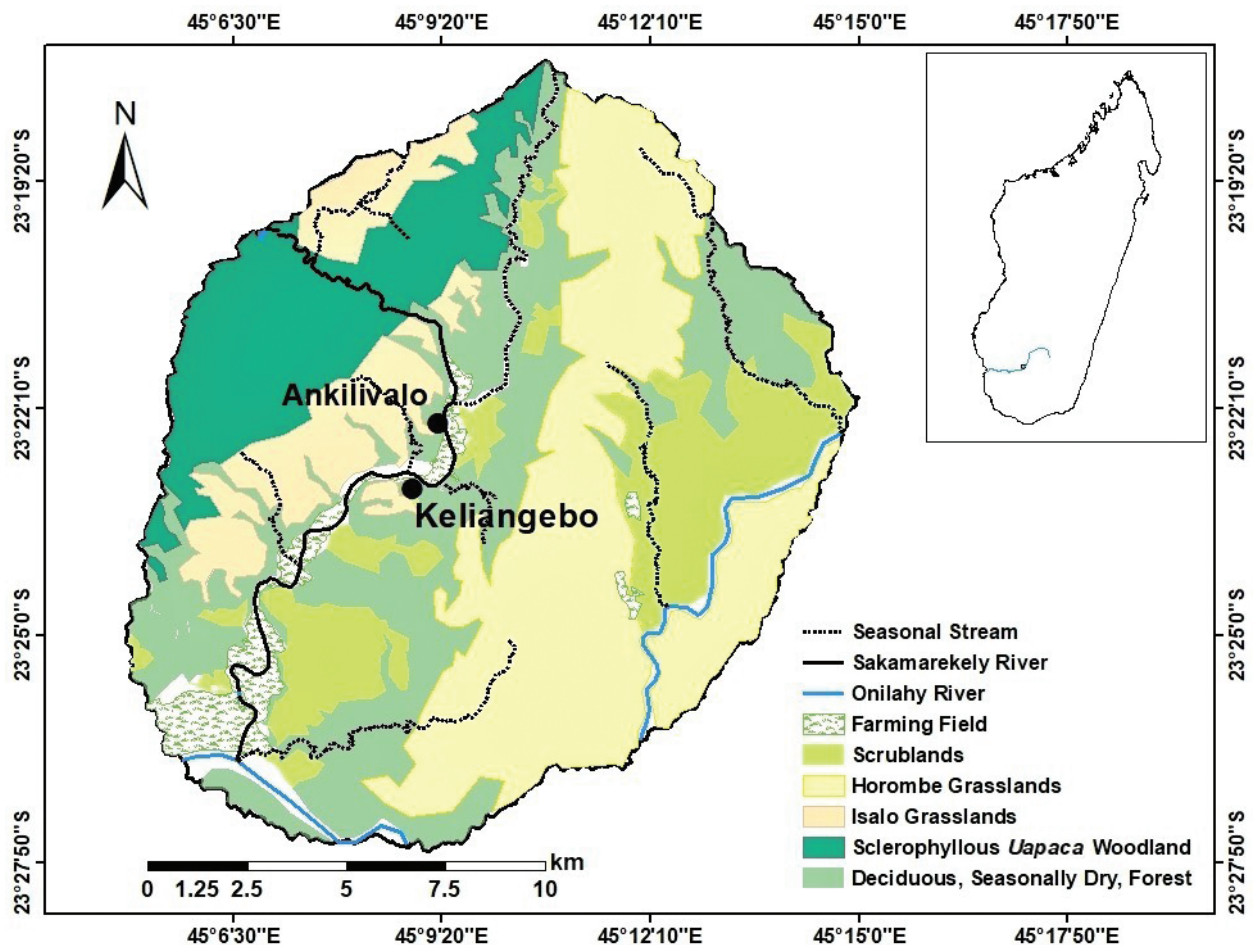 45°6'30"E 45°9'20"E 45°12'10"E 45°15'0"E 45°17'50"E
N
23°19'20"S
23°19'20"S
23°22'10"S
23°22'10"S
Ankilivalo
Keliangebo
23°25'0"S
23°25'0"S
Seasonal Stream
Sakamarekely River
Onilahy River
Farming Field
Scrublands
Horombe Grasslands
Isalo Grasslands
Sclerophyllous Uapaca Woodland
Deciduous, Seasonally Dry, Forest
23°27'50"S
23°27'50"S
km
0 1.25 2.5 5 7.5 10
45°6'30"E 45°9'20"E 45°12'10"E 45°15'0"E 45°17'50"E